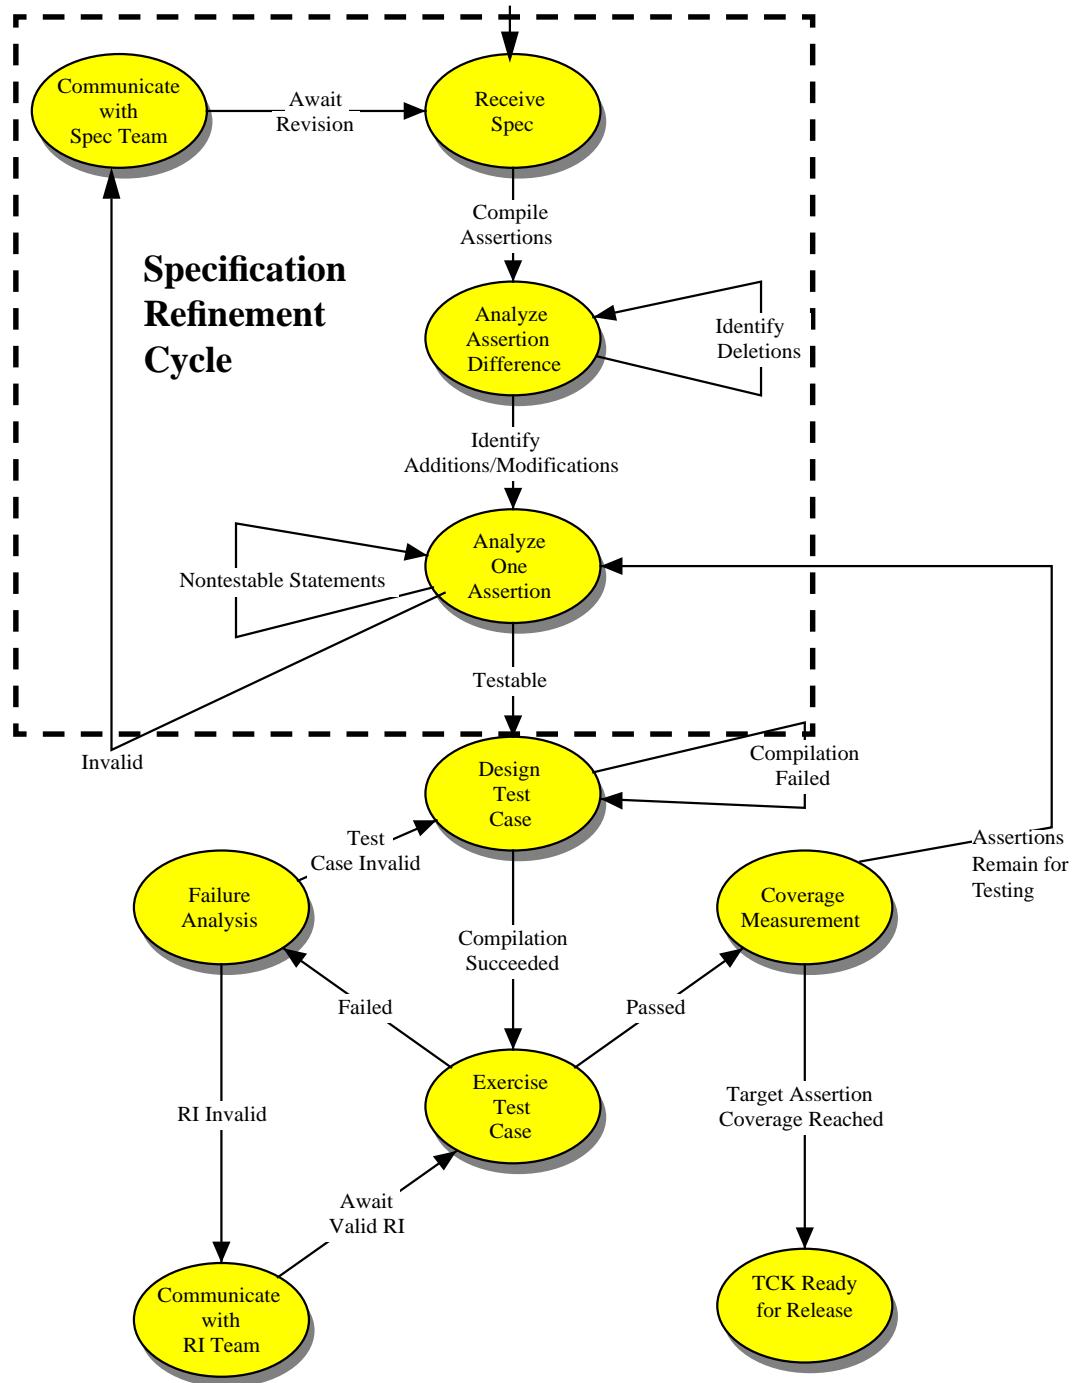 Communicate
with
Spec Team
Await
Revision
Receive
Spec
Compile
Assertions
Specification
Refinement
Cycle
Analyze
Assertion
Difference
Identify
Deletions
Identify
Additions/Modifications
Analyze
One
Assertion
Nontestable Statements
Testable
Invalid
Design
Test
Case
Compilation
Failed
Test
Case Invalid
Assertions
Remain for
Testing
Failure
Analysis
Coverage
Measurement
Compilation
Succeeded
Failed
Passed
Exercise
Test
Case
RI Invalid
Target Assertion
Coverage Reached
Await
Valid RI
Communicate
with
RI Team
TCK Ready
for Release